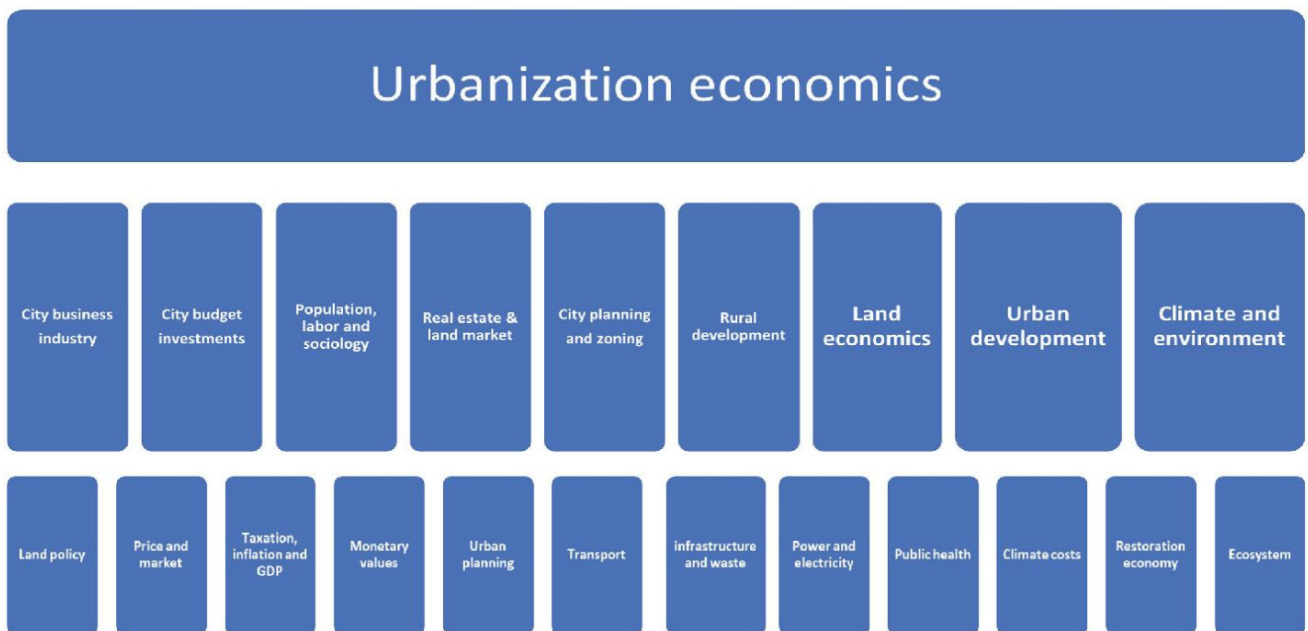 Urbanization economics
City business
industry
City budget
investments
Population,
labor and
sociology
Real estate &
land market
City planning
and zoning
Rural
development
Land
economics
Urban
development
Climate and
environment
Land policy
Price and
market
Taxation,
inflation and
GDP
Monetary
values
Urban
planning
Transport
infrastructure
and waste
Power and
electricity
Public health
Climate costs
Restoration
economy
Ecosystem